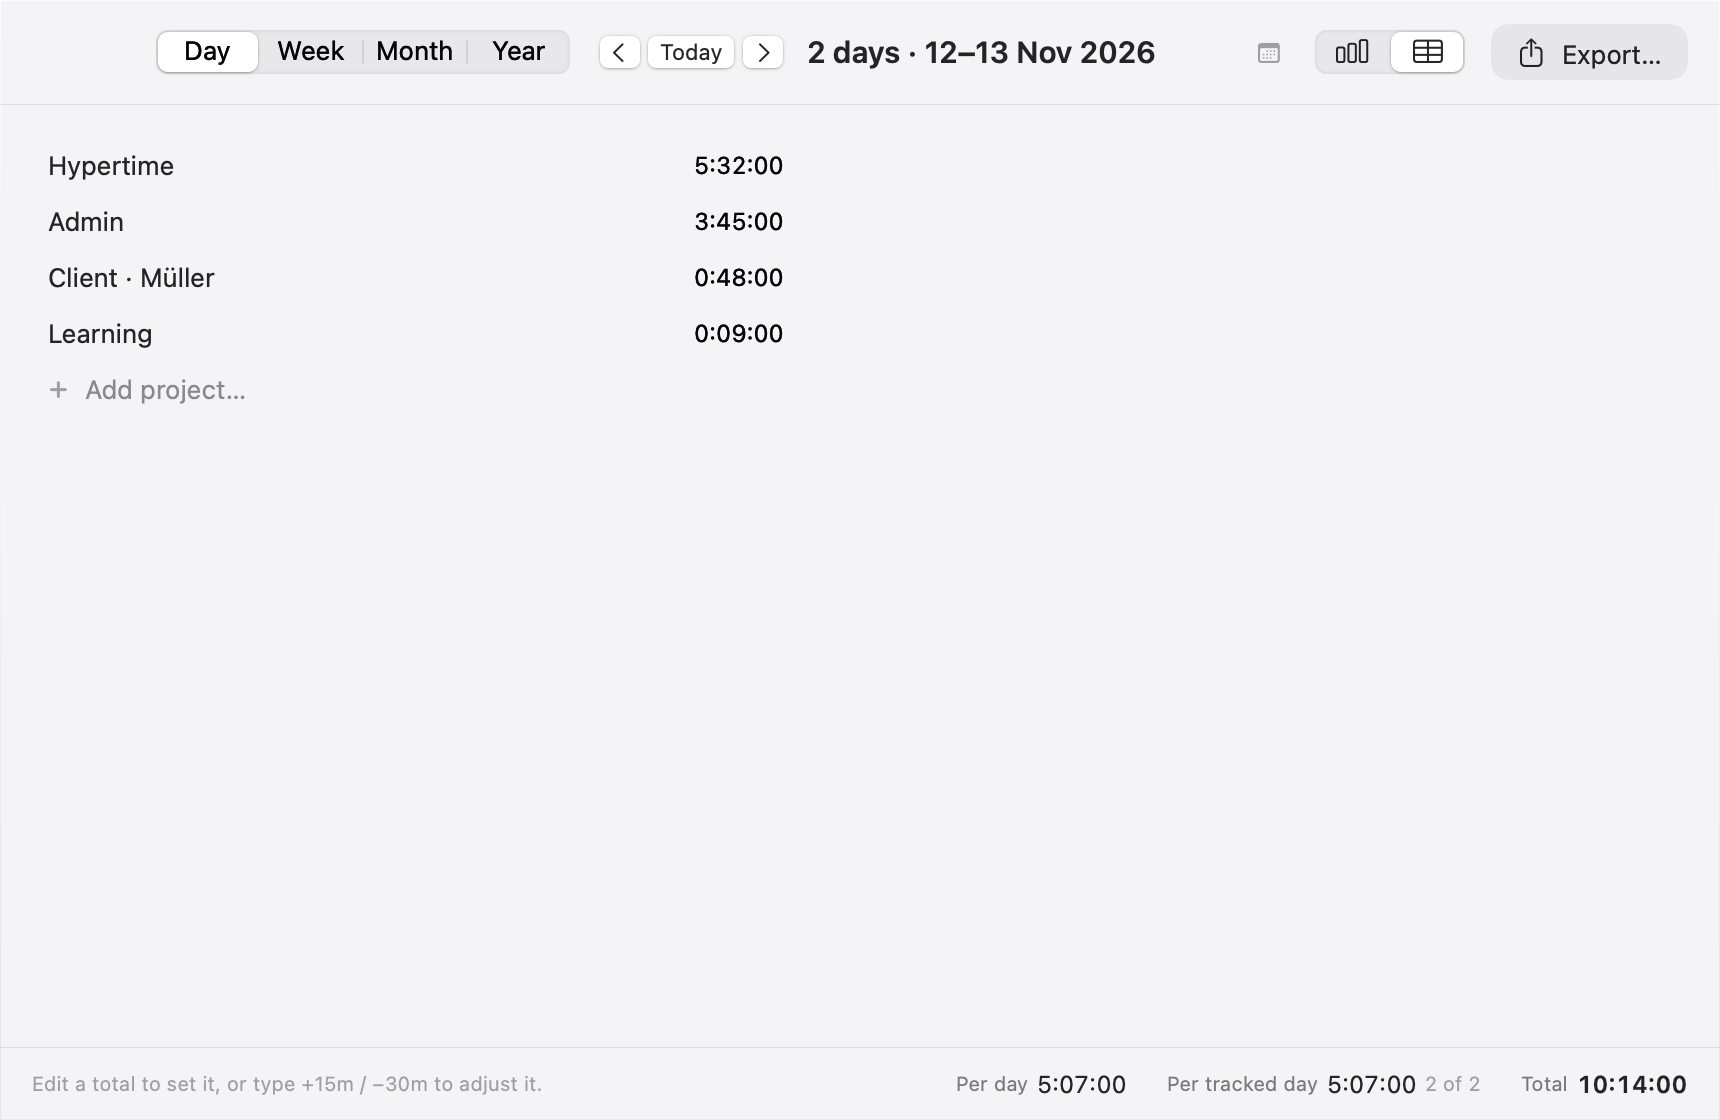 Day Week Month Year Today 2 days · 12–13 Nov 2026 Export...
Hypertime 5:32:00
Admin 3:45:00
Client · Müller 0:48:00
Learning 0:09:00
+ Add project...
Edit a total to set it, or type +15m / −30m to adjust it. Per day 5:07:00 Per tracked day 5:07:00 2 of 2 Total 10:14:00